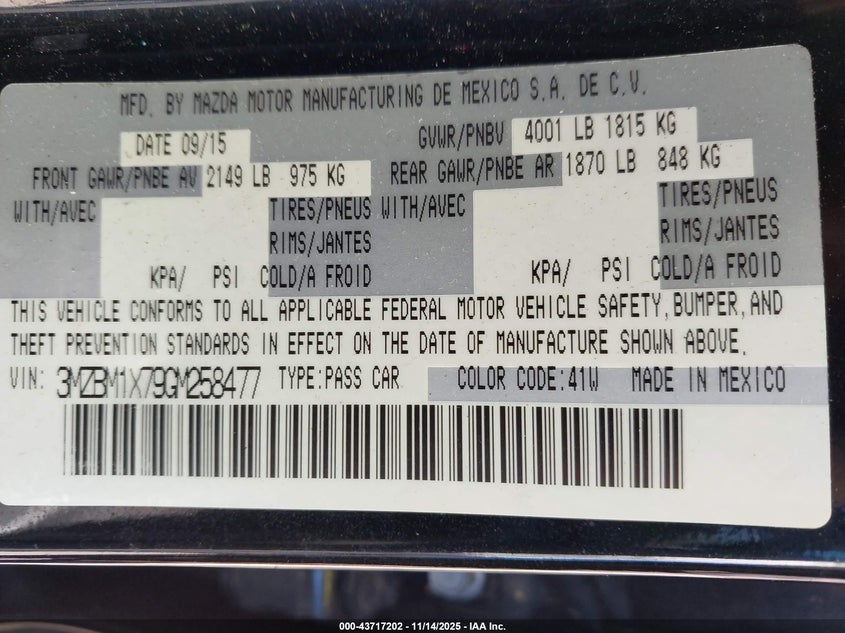 MFD. BY MAZDA MOTOR MANUFACTURING DE MEXICO S.A. DE C.V.
DATE 09/15 GVWR/PNBV 4001 LB 1815 KG
FRONT GAWR/PNBE AV 2149 LB 975 KG REAR GAWR/PNBE AR 1870 LB 848 KG
WITH/AVEC TIRES/PNEUS WITH/AVEC TIRES/PNEUS
RIMS/JANTES RIMS/JANTES
KPA/ PSI COLD/A FROID KPA/ PSI COLD/A FROID
THIS VEHICLE CONFORMS TO ALL APPLICABLE FEDERAL MOTOR VEHICLE SAFETY, BUMPER, AND
THEFT PREVENTION STANDARDS IN EFFECT ON THE DATE OF MANUFACTURE SHOWN ABOVE.
VIN: 3MZBM1X79GM258477 TYPE:PASS CAR COLOR CODE:41W MADE IN MEXICO
000-43717202 - 11/14/2025 - IAA Inc.